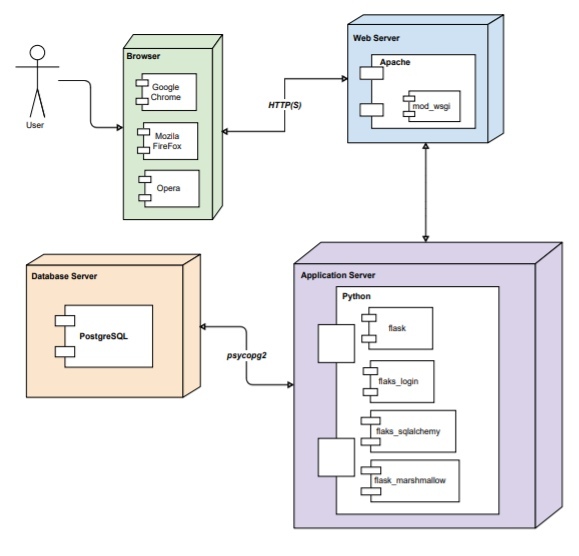 User
Browser
Google
Chrome
Mozila
FireFox
Opera
HTTP(S)
Web Server
Apache
mod_wsgi
Database Server
PostgreSQL
psycopg2
Application Server
Python
flask
flaks_login
flaks_sqlalchemy
flask_marshmallow